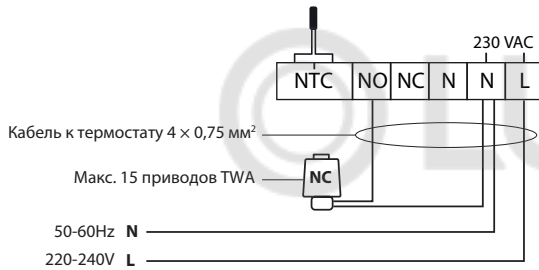 230 VAC
NTC NO NC N N L
Кабель к термостату 4 × 0,75 мм²
Макс. 15 приводов TWA NC
50-60Hz N
220-240V L